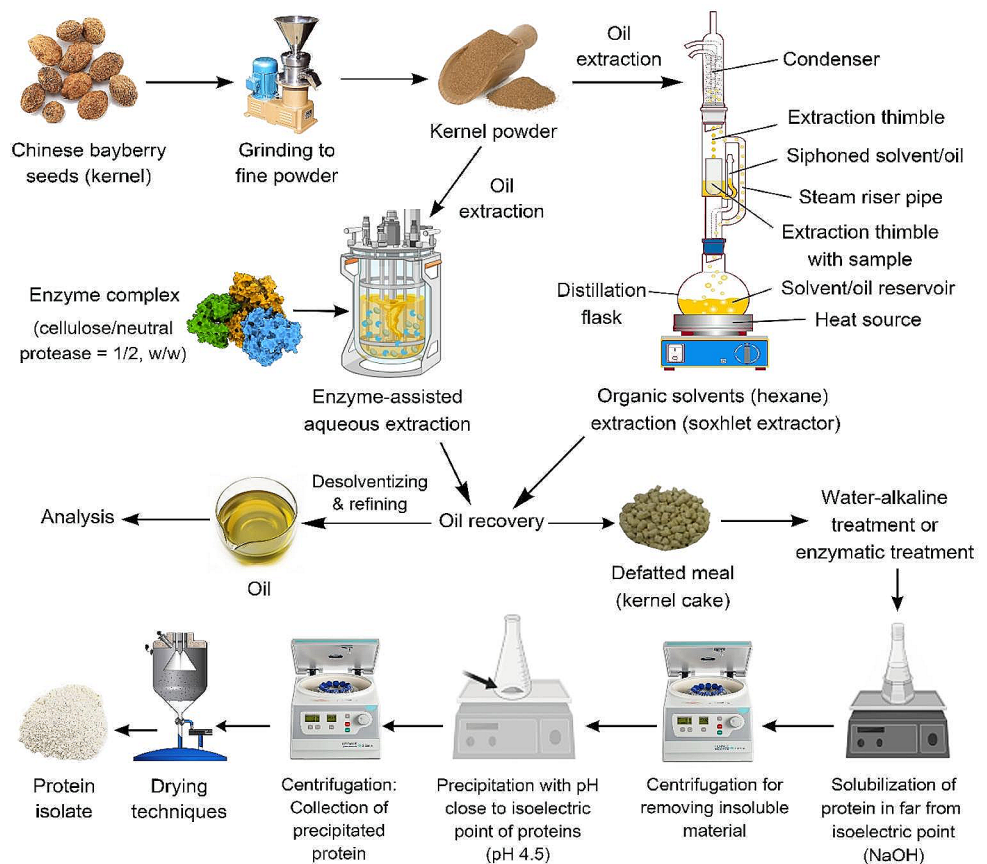 Oil
extraction
Condenser
Extraction thimble
Siphoned solvent/oil
Steam riser pipe
Extraction thimble
with sample
Solvent/oil reservoir
Distillation
flask
Heat source
Chinese bayberry
seeds (kernel)
Grinding to
fine powder
Kernel powder
Oil
extraction
Enzyme complex
(cellulose/neutral
protease = 1/2, w/w)
Enzyme-assisted
aqueous extraction
Organic solvents (hexane)
extraction (soxhlet extractor)
Analysis
Oil
Desolventizing
& refining
Oil recovery
Defatted meal
(kernel cake)
Water-alkaline
treatment or
enzymatic treatment
Protein
isolate
Drying
techniques
Centrifugation:
Collection of
precipitated
protein
Precipitation with pH
close to isoelectric
point of proteins
(pH 4.5)
Centrifugation for
removing insoluble
material
Solubilization of
protein in far from
isoelectric point
(NaOH)